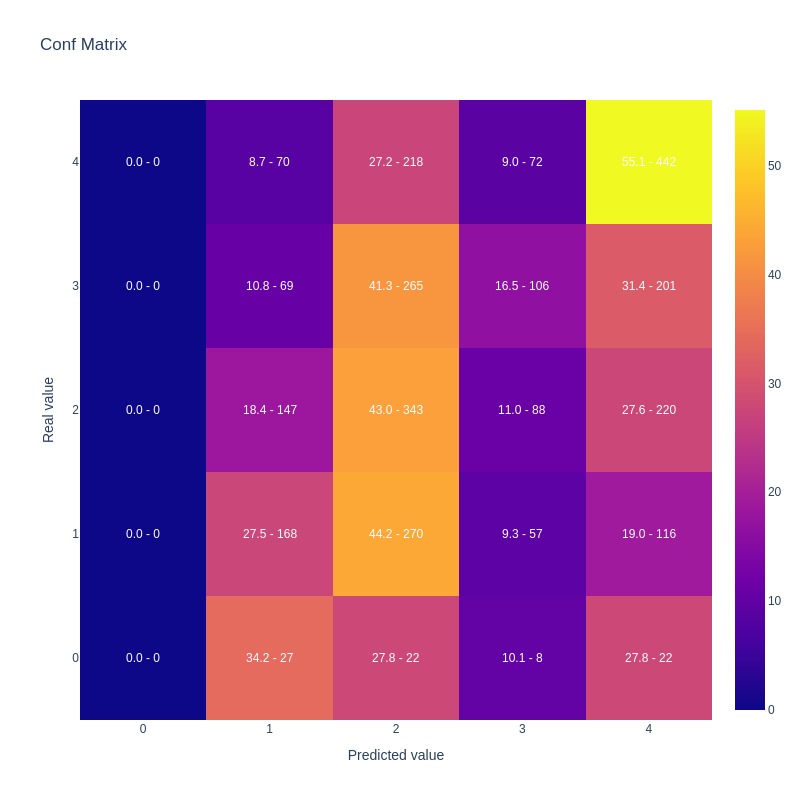 Conf Matrix
4 0.0 - 0 8.7 - 70 27.2 - 218 9.0 - 72 55.1 - 442
3 0.0 - 0 10.8 - 69 41.3 - 265 16.5 - 106 31.4 - 201
2 0.0 - 0 18.4 - 147 43.0 - 343 11.0 - 88 27.6 - 220
1 0.0 - 0 27.5 - 168 44.2 - 270 9.3 - 57 19.0 - 116
0 0.0 - 0 34.2 - 27 27.8 - 22 10.1 - 8 27.8 - 22
0 1 2 3 4
Predicted value
Real value
50
40
30
20
10
0